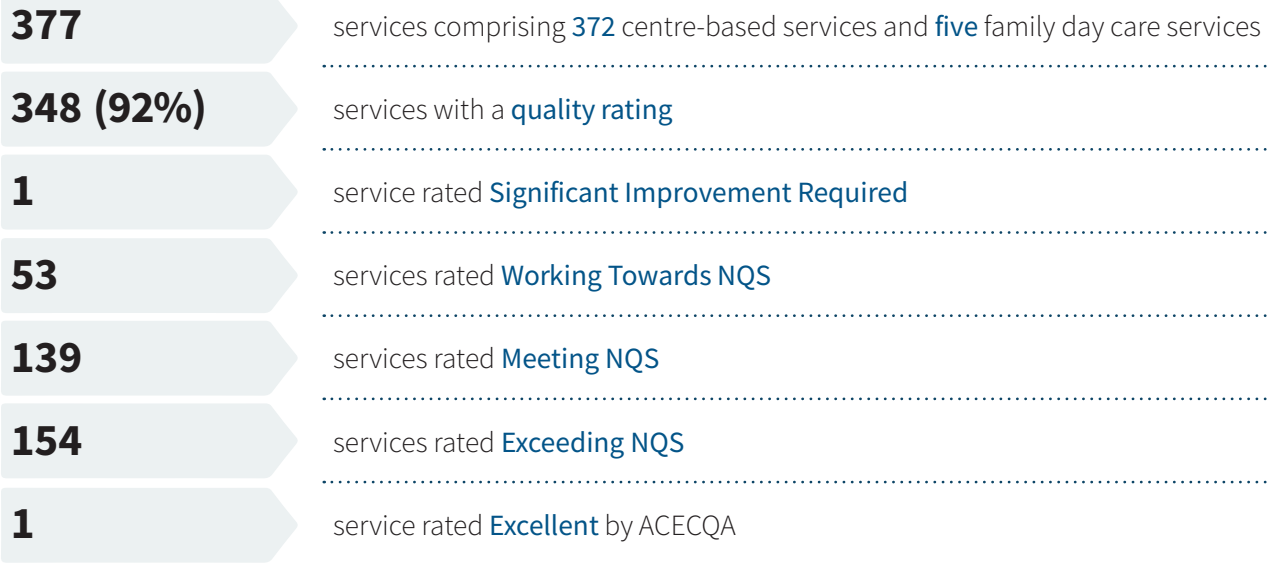 377 services comprising 372 centre-based services and five family day care services
348 (92%) services with a quality rating
1 service rated Significant Improvement Required
53 services rated Working Towards NQS
139 services rated Meeting NQS
154 services rated Exceeding NQS
1 service rated Excellent by ACECQA